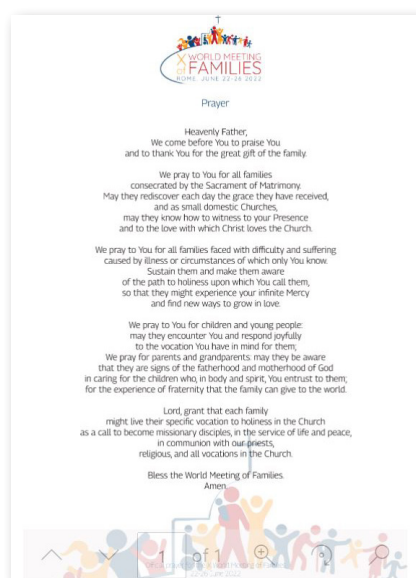 X WORLD MEETING
of FAMILIES
ROME, JUNE 22-26 2022
Prayer
Heavenly Father,
We come before You to praise You
and to thank You for the great gift of the family.
We pray to You for all families
consecrated by the Sacrament of Matrimony.
May they rediscover each day the grace they have received,
and as small domestic Churches,
may they know how to witness to your Presence
and to the love with which Christ loves the Church.
We pray to You for all families faced with difficulty and suffering
caused by illness or circumstances of which only You know.
Sustain them and make them aware
of the path to holiness upon which You call them,
so that they might experience your infinite Mercy
and find new ways to grow in love.
We pray to You for children and young people:
may they encounter You and respond joyfully
to the vocation You have in mind for them;
We pray for parents and grandparents: may they be aware
that they are signs of the fatherhood and motherhood of God
in caring for the children who, in body and spirit, You entrust to them;
for the experience of fraternity that the family can give to the world.
Lord, grant that each family
might live their specific vocation to holiness in the Church
as a call to become missionary disciples, in the service of life and peace,
in communication with our priests,
religious, and all vocations in the Church.
Bless the World Meeting of Families.
Amen.
1 of 1